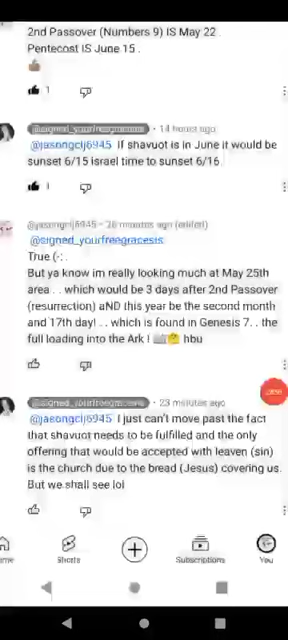 2nd Passover (Numbers 9) IS May 22 .
Pentecost IS June 15 .
1
@signed_yourfreegracesis • 14 hours ago
@jasongclj6945 If shavuot is in June it would be
sunset 6/15 israel time to sunset 6/16
1
@jasongclj6945 • 26 minutes ago (edited)
@signed_yourfreegracesis
True (-: .
But ya know im really looking much at May 25th
area . . which would be 3 days after 2nd Passover
(resurrection) aND this year be the second month
and 17th day! . . which is found in Genesis 7. . the
full loading into the Ark ! hbu
@signed_yourfreegracesis • 23 minutes ago
@jasongclj6945 I just can't move past the fact
that shavuot needs to be fulfilled and the only
offering that would be accepted with leaven (sin)
is the church due to the bread (Jesus) covering us.
But we shall see lol
Shorts
Subscriptions
You